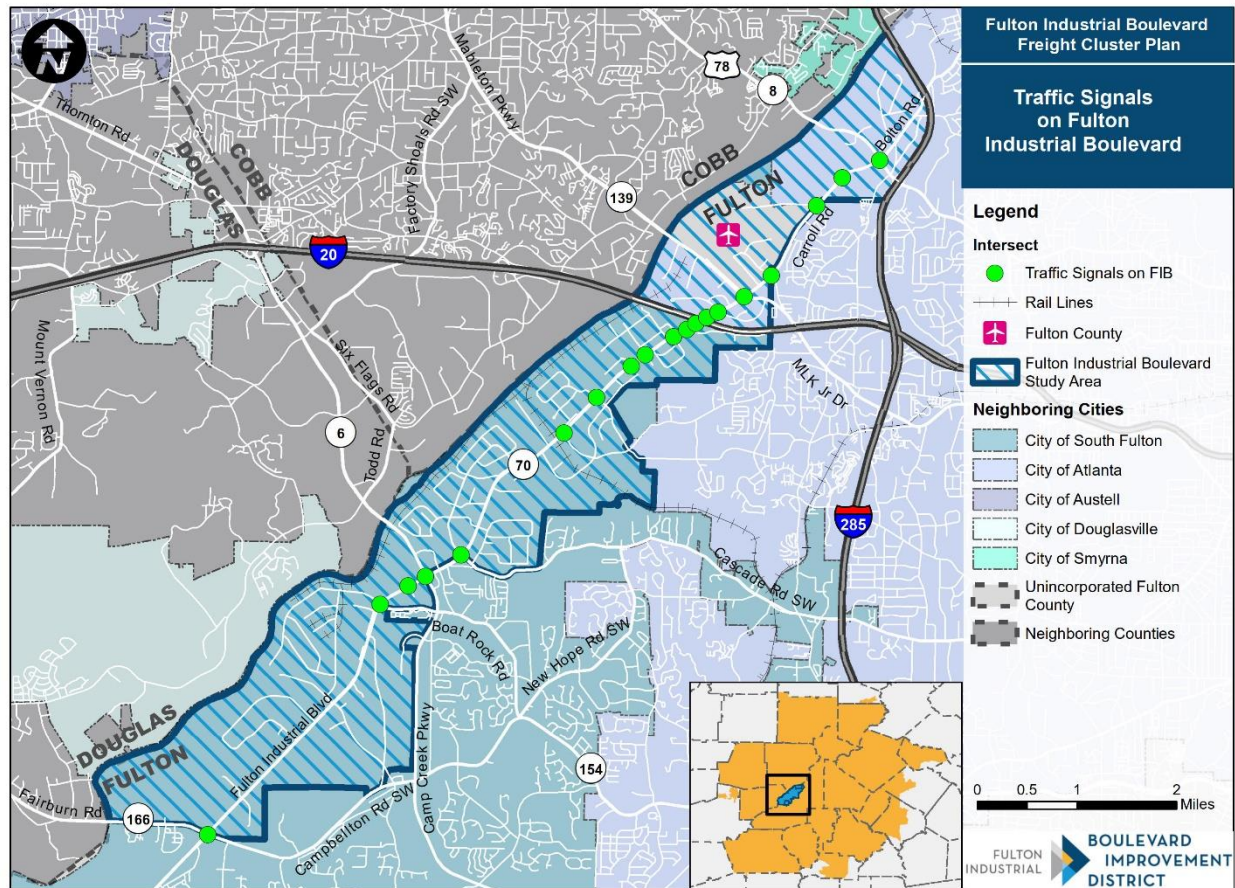 Fulton Industrial Boulevard
Freight Cluster Plan
Traffic Signals
on Fulton
Industrial Boulevard
N
Thornton Rd
DOUGLAS
COBB
Factory Shoals Rd SW
Mableton Pkwy
78
8
Bolton Rd
COBB
FULTON
139
Carroll Rd
20
Mount Vernon Rd
Six Flags Rd
6
Todd Rd
70
MLK Jr Dr
285
Cascade Rd SW
Boat Rock Rd
New Hope Rd SW
Fulton Industrial Blvd
Camp Creek Pkwy
DOUGLAS
FULTON
Fairburn Rd
166
Campbellton Rd SW
154
Legend
Intersect
Traffic Signals on FIB
Rail Lines
Fulton County
Fulton Industrial Boulevard
Study Area
Neighboring Cities
City of South Fulton
City of Atlanta
City of Austell
City of Douglasville
City of Smyrna
Unincorporated Fulton
County
Neighboring Counties
0 0.5 1 2
Miles
FULTON
INDUSTRIAL
BOULEVARD
IMPROVEMENT
DISTRICT